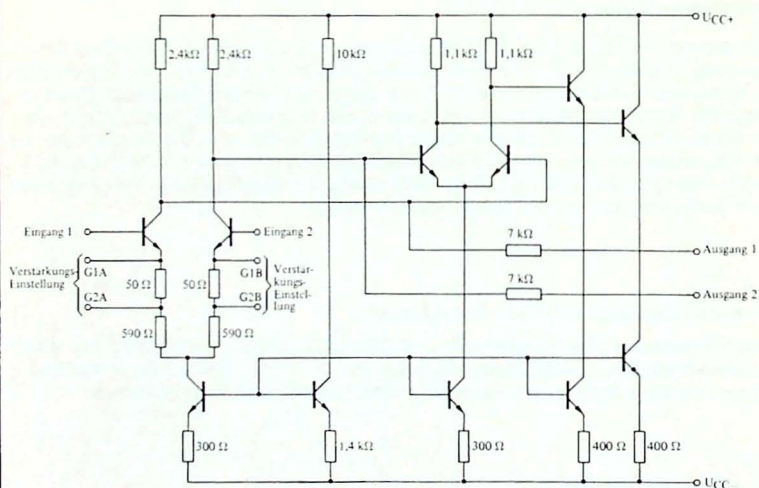 UCC+
2,4kΩ 2,4kΩ 10kΩ 1,1kΩ 1,1kΩ
Eingang 1 Eingang 2
7 kΩ Ausgang 1
Verstärkungs-
Einstellung
G1A
G2A
50 Ω 50 Ω
G1B
G2B
Verstär-
kungs-
Einstel-
lung
7 kΩ Ausgang 2
590 Ω 590 Ω
300 Ω 1,4 kΩ 300 Ω 400 Ω 400 Ω
UCC−